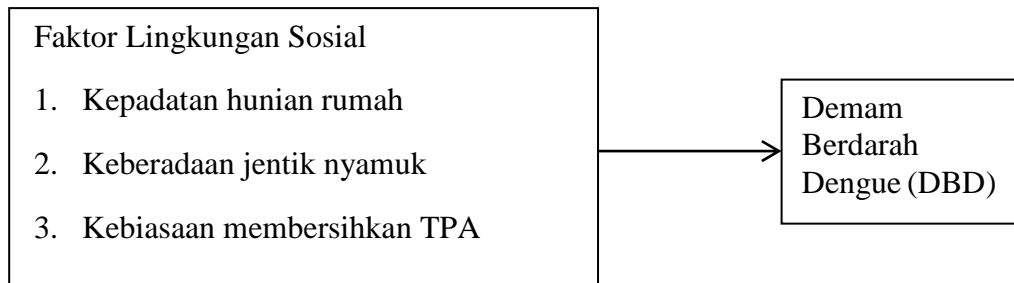 Faktor Lingkungan Sosial
1. Kepadatan hunian rumah
2. Keberadaan jentik nyamuk
3. Kebiasaan membersihkan TPA
Demam
Berdarah
Dengue (DBD)